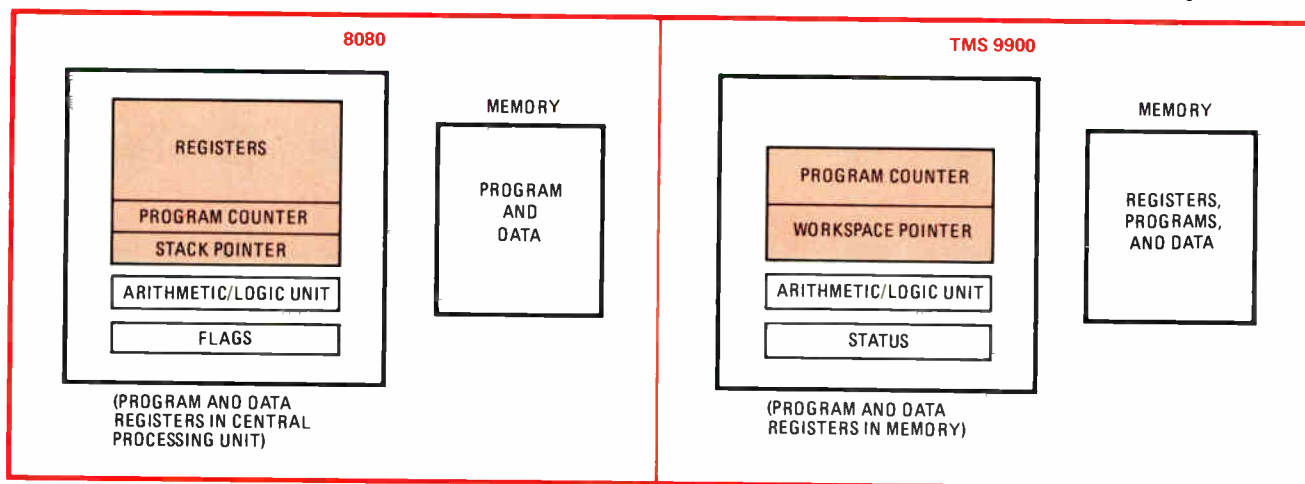 8080
REGISTERS
PROGRAM COUNTER
STACK POINTER
ARITHMETIC/LOGIC UNIT
FLAGS
(PROGRAM AND DATA
REGISTERS IN CENTRAL
PROCESSING UNIT)
MEMORY
PROGRAM
AND
DATA
TMS 9900
PROGRAM COUNTER
WORKSPACE POINTER
ARITHMETIC/LOGIC UNIT
STATUS
(PROGRAM AND DATA
REGISTERS IN MEMORY)
MEMORY
REGISTERS,
PROGRAMS,
AND DATA